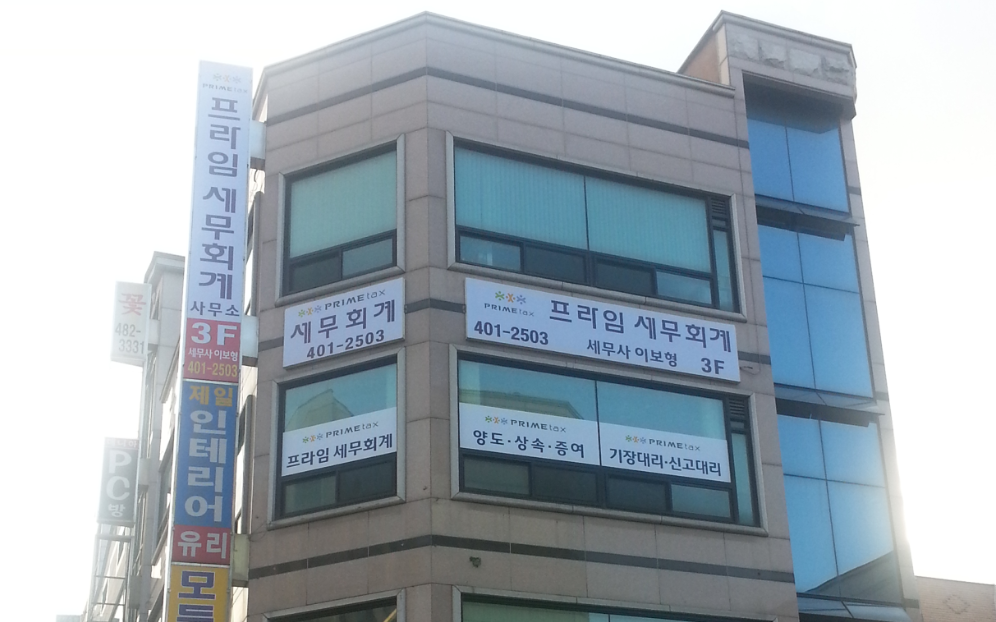 PRIMEtax
프라임 세무회계
사무소
3F
세무사 이보형
401-2503
제일
인테리어
유리
모든
꽃
482-
3331
PC방
PRIMEtax
세무회계
401-2503
PRIMEtax
프라임 세무회계
401-2503
세무사 이보형 3F
PRIMEtax
프라임 세무회계
PRIMEtax
양도·상속·증여
PRIMEtax
기장대리·신고대리